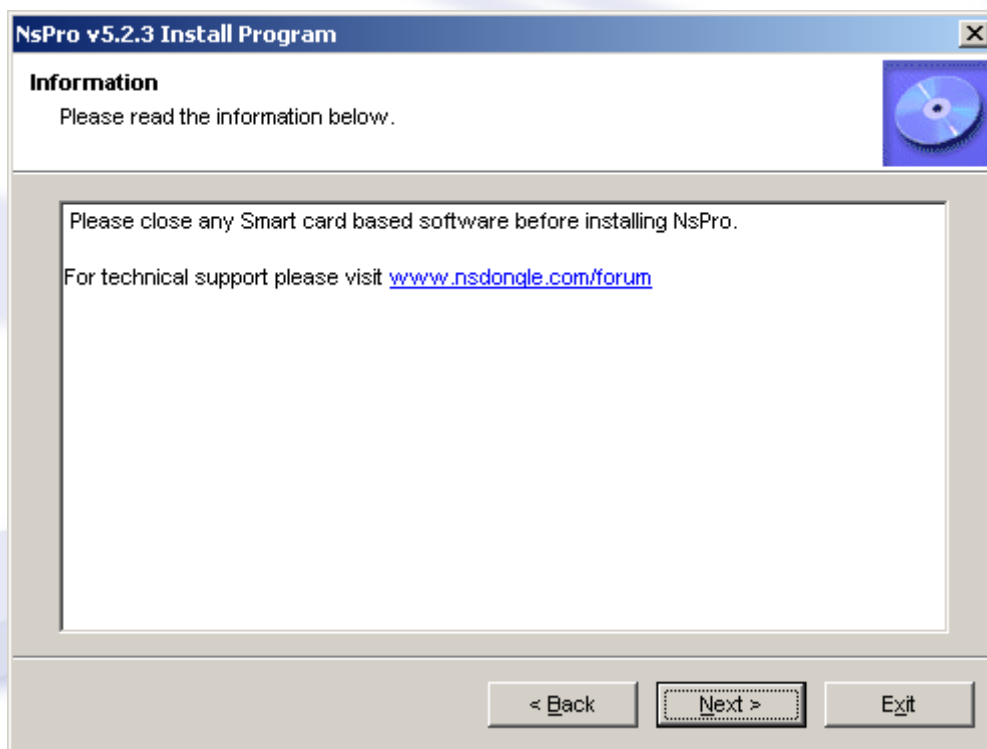 NsPro v5.2.3 Install Program
Information
Please read the information below.
Please close any Smart card based software before installing NsPro.
For technical support please visit www.nsdongle.com/forum
< Back
Next >
Exit